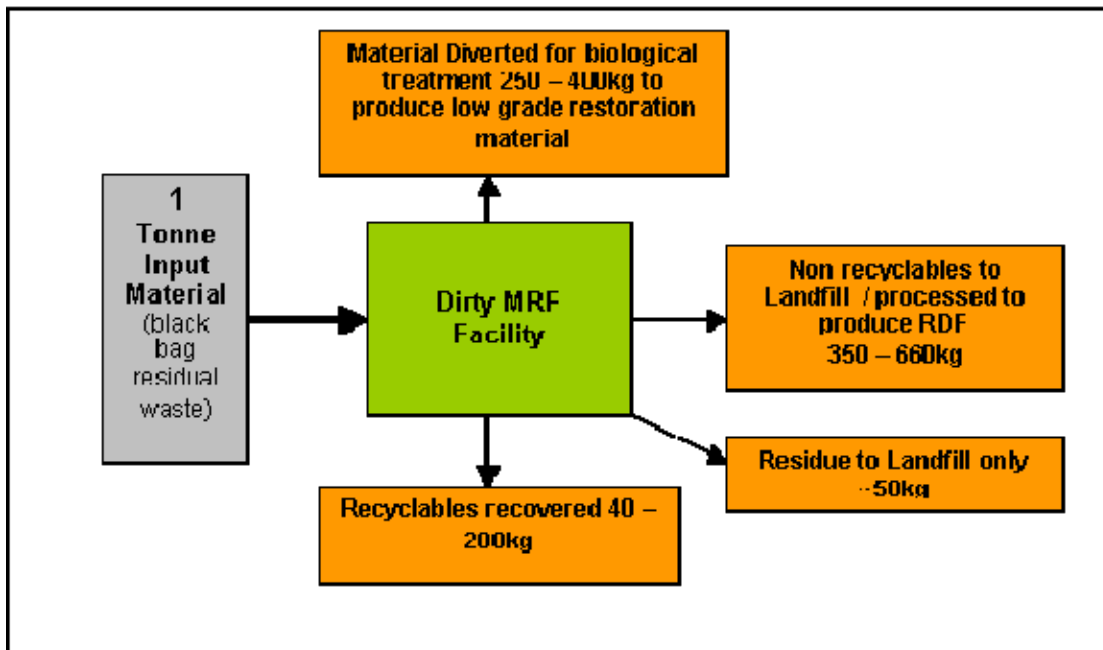 Material Diverted for biological
treatment 250 – 400kg to
produce low grade restoration
material
1
Tonne
Input
Material
(black
bag
residual
waste)
Dirty MRF
Facility
Non recyclables to
Landfill / processed to
produce RDF
350 – 660kg
Residue to Landfill only
~50kg
Recyclables recovered 40 –
200kg